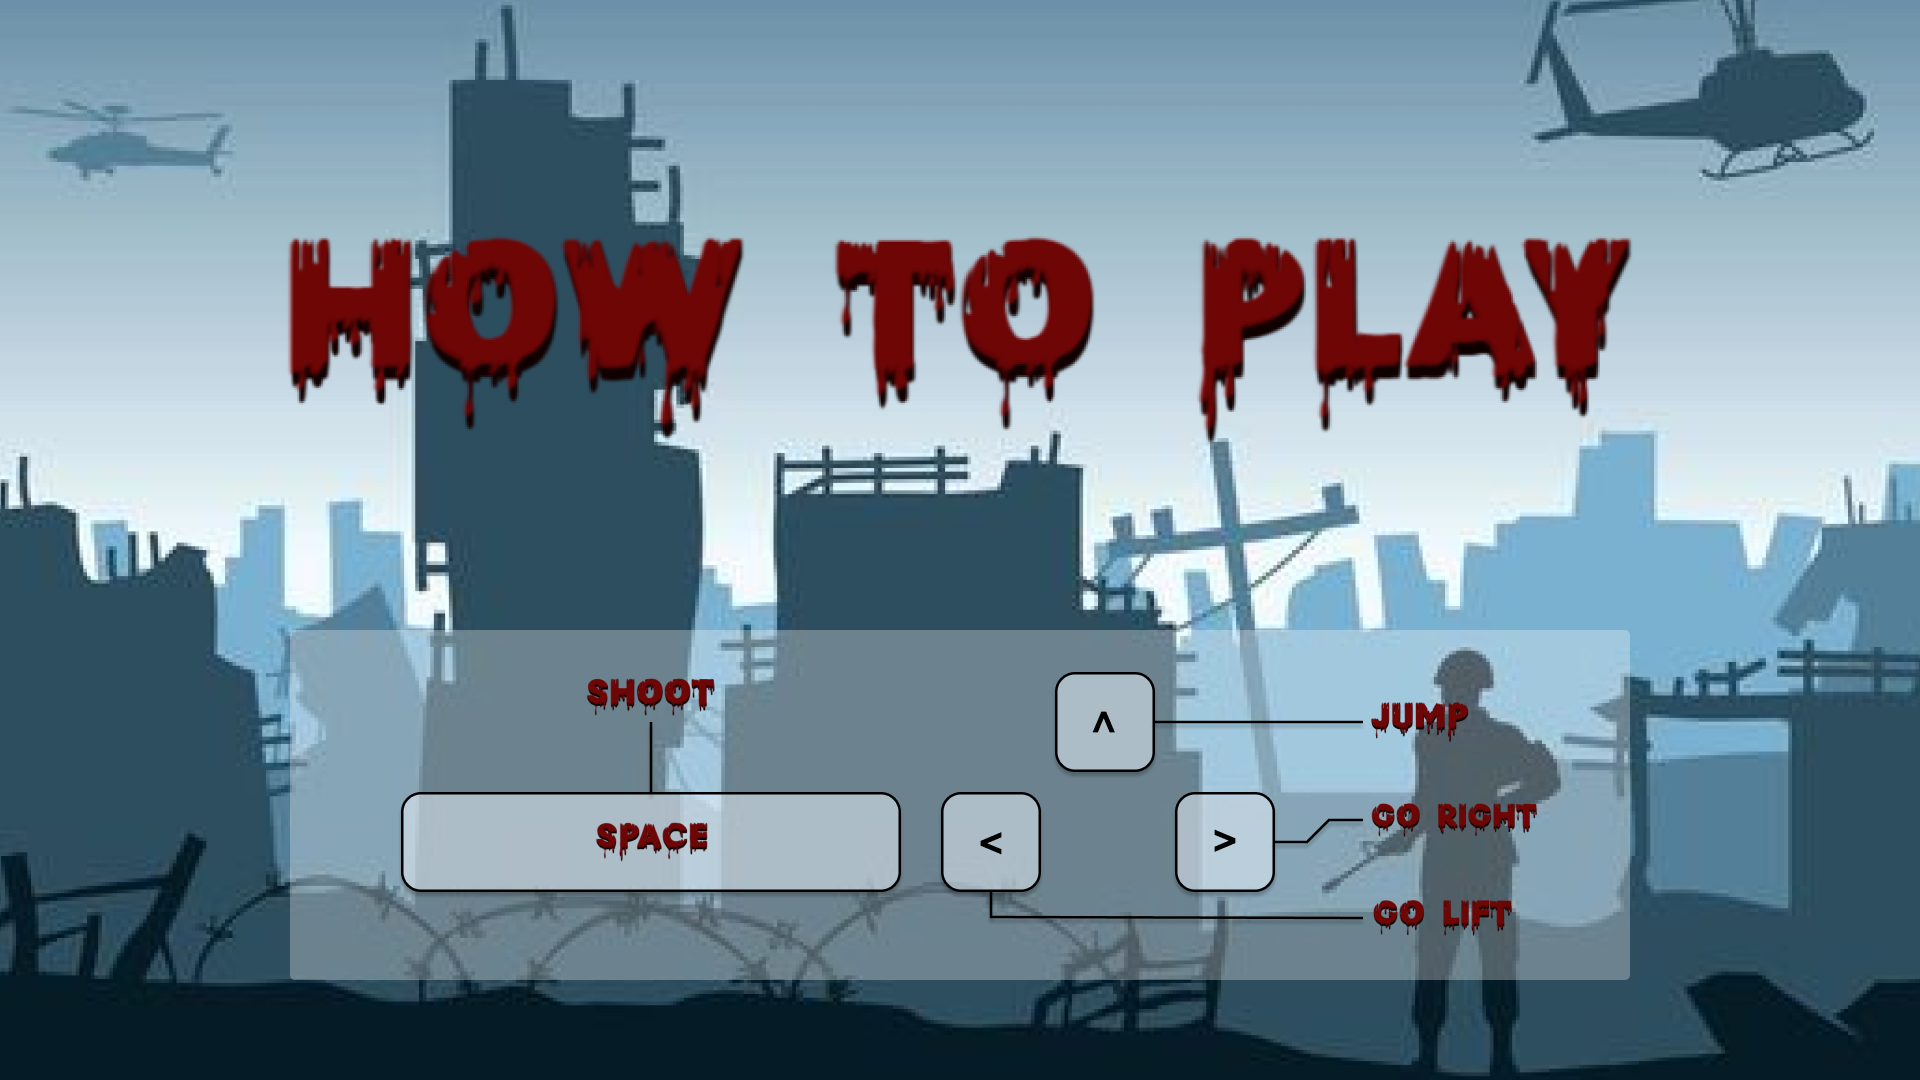 HOW TO PLAY
SHOOT
^
JUMP
SPACE
<
>
GO RIGHT
GO LIFT